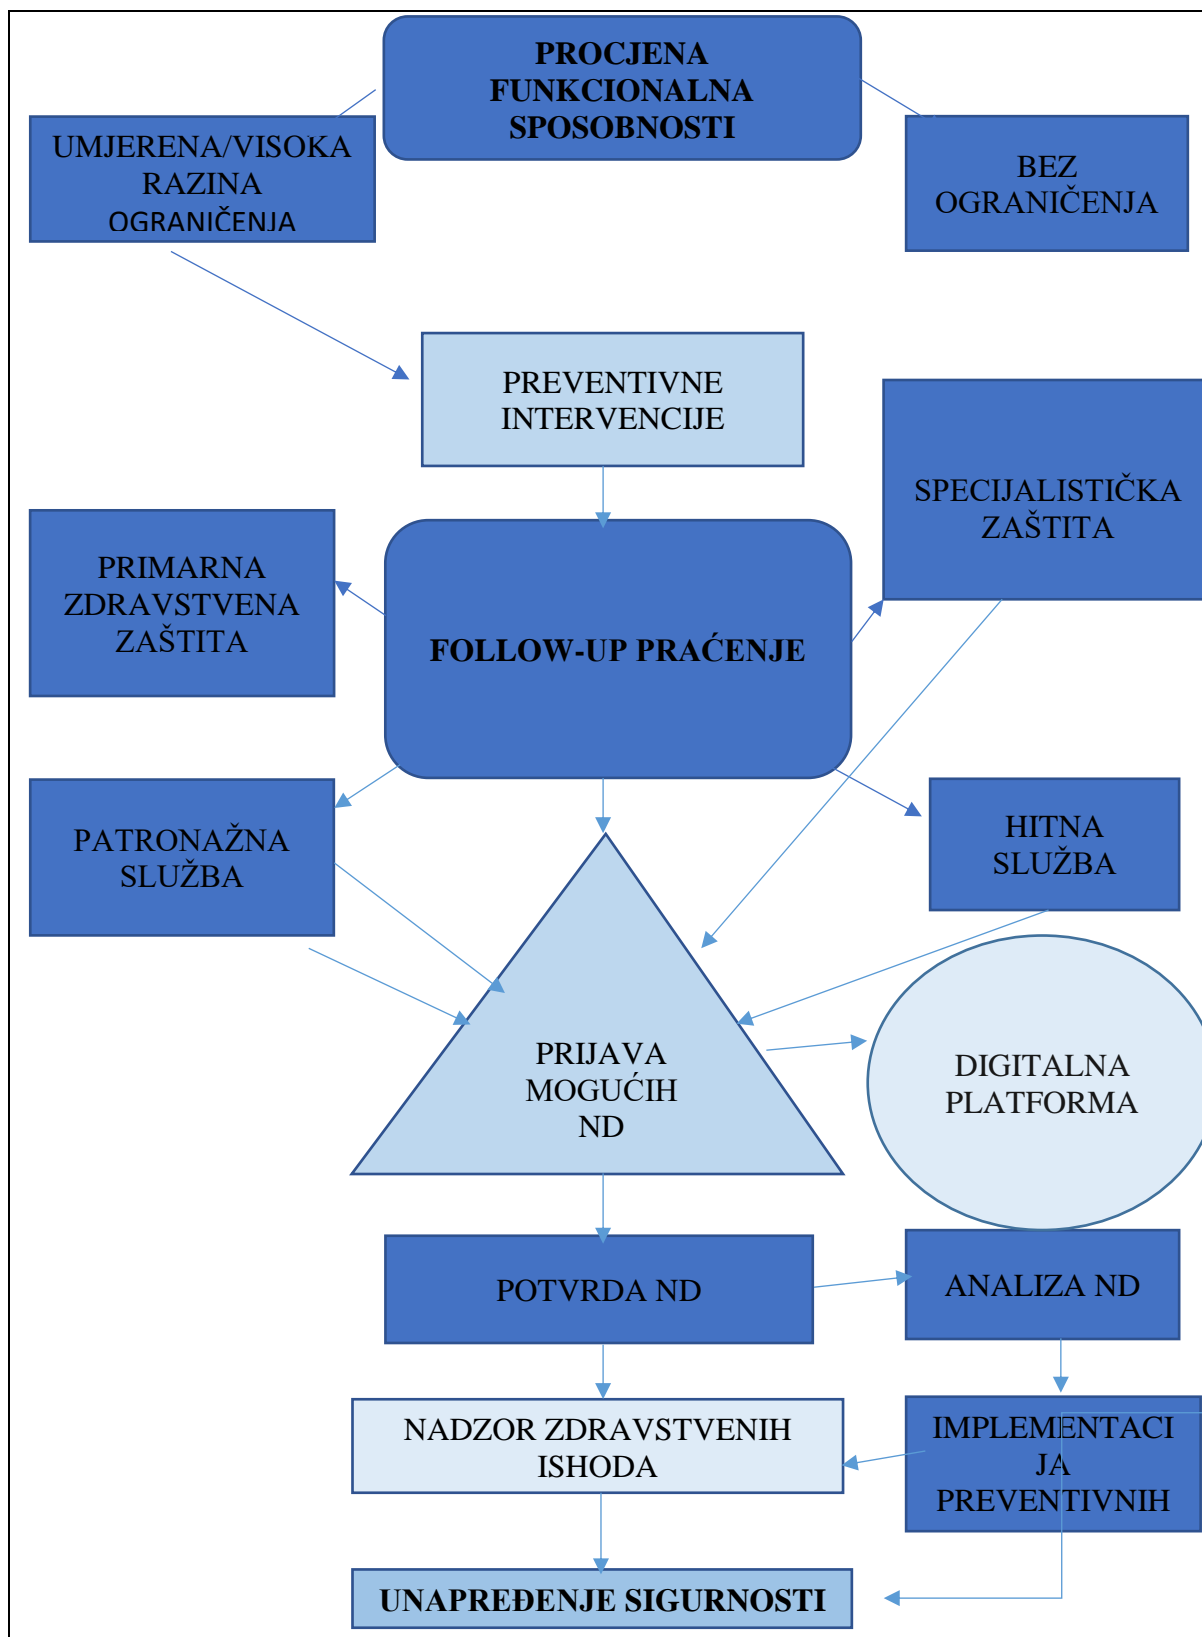 PROCJENA
FUNKCIONALNA
SPOSOBNOSTI
UMJERENA/VISOKA
RAZINA
OGRANIČENJA
BEZ
OGRANIČENJA
PREVENTIVNE
INTERVENCIJE
SPECIJALISTIČKA
ZAŠTITA
PRIMARNA
ZDRAVSTVENA
ZAŠTITA
FOLLOW-UP PRAĆENJE
PATRONAŽNA
SLUŽBA
HITNA
SLUŽBA
PRIJAVA
MOGUĆIH
ND
DIGITALNA
PLATFORMA
POTVRDA ND
ANALIZA ND
NADZOR ZDRAVSTVENIH
ISHODA
IMPLEMENTACI
JA
PREVENTIVNIH
UNAPREĐENJE SIGURNOSTI